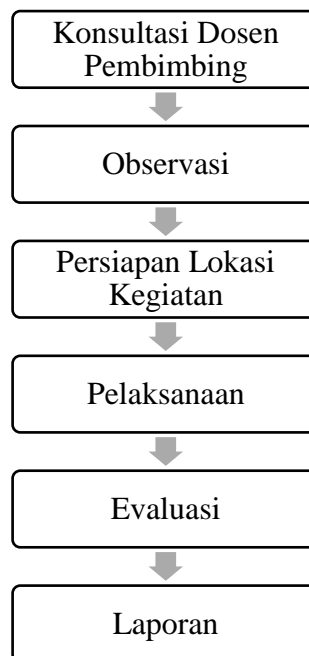 Konsultasi Dosen
Pembimbing
Observasi
Persiapan Lokasi
Kegiatan
Pelaksanaan
Evaluasi
Laporan